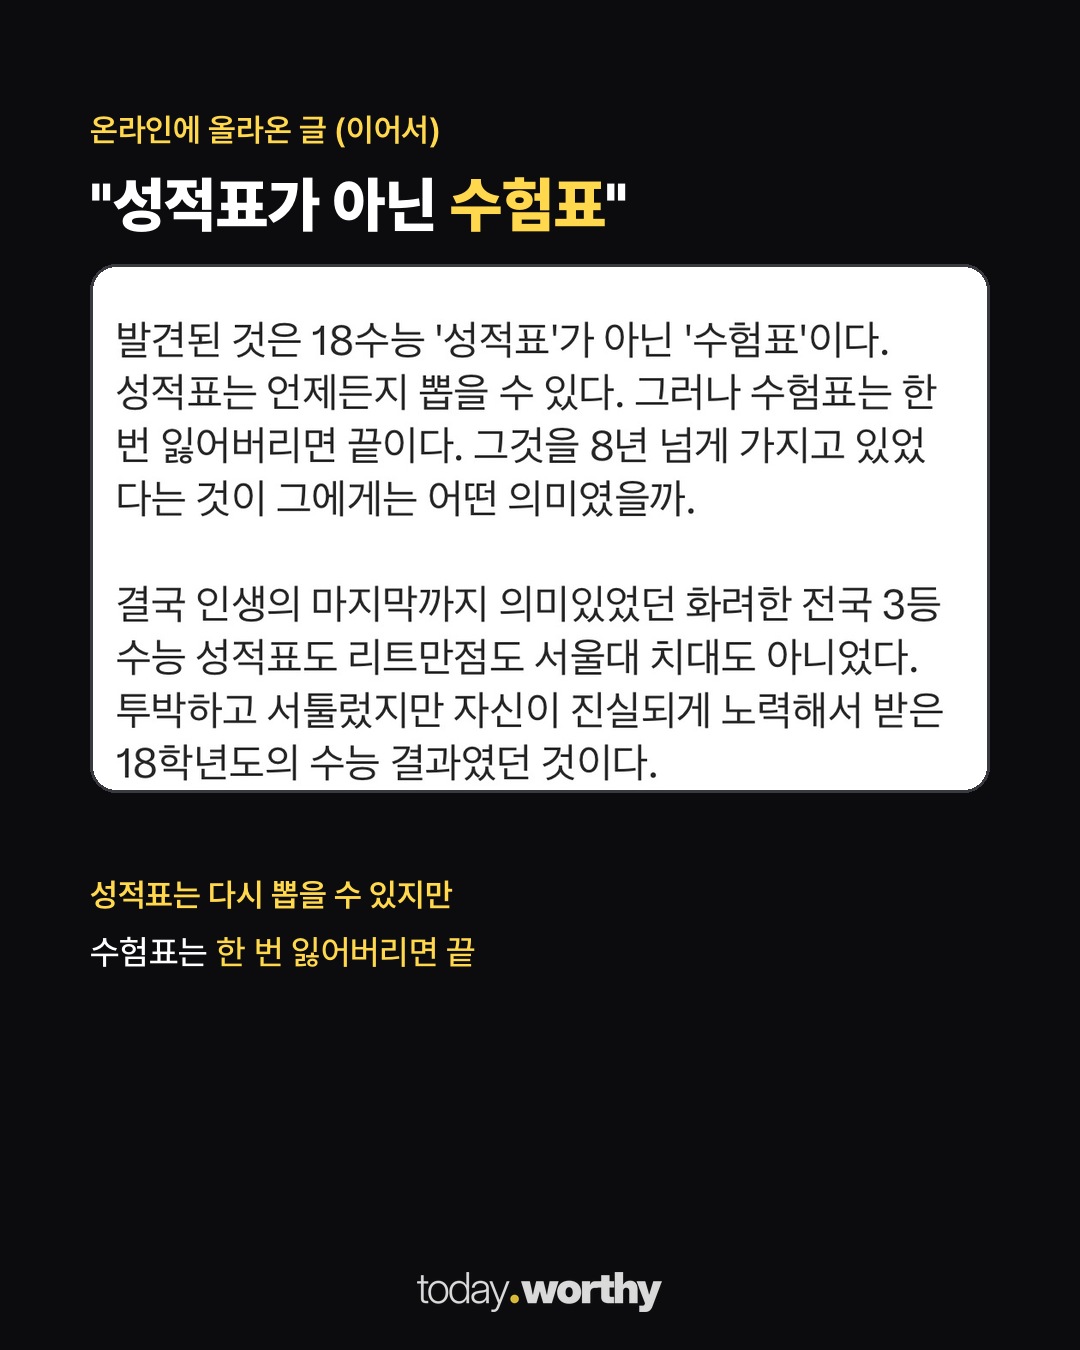 온라인에 올라온 글 (이어서)
"성적표가 아닌 수험표"
발견된 것은 18수능 '성적표'가 아닌 '수험표'이다.
성적표는 언제든지 뽑을 수 있다. 그러나 수험표는 한
번 잃어버리면 끝이다. 그것을 8년 넘게 가지고 있었
다는 것이 그에게는 어떤 의미였을까.
결국 인생의 마지막까지 의미있었던 화려한 전국 3등
수능 성적표도 리트만점도 서울대 치대도 아니었다.
투박하고 서툴렀지만 자신이 진실되게 노력해서 받은
18학년도의 수능 결과였던 것이다.
성적표는 다시 뽑을 수 있지만
수험표는 한 번 잃어버리면 끝
today.worthy